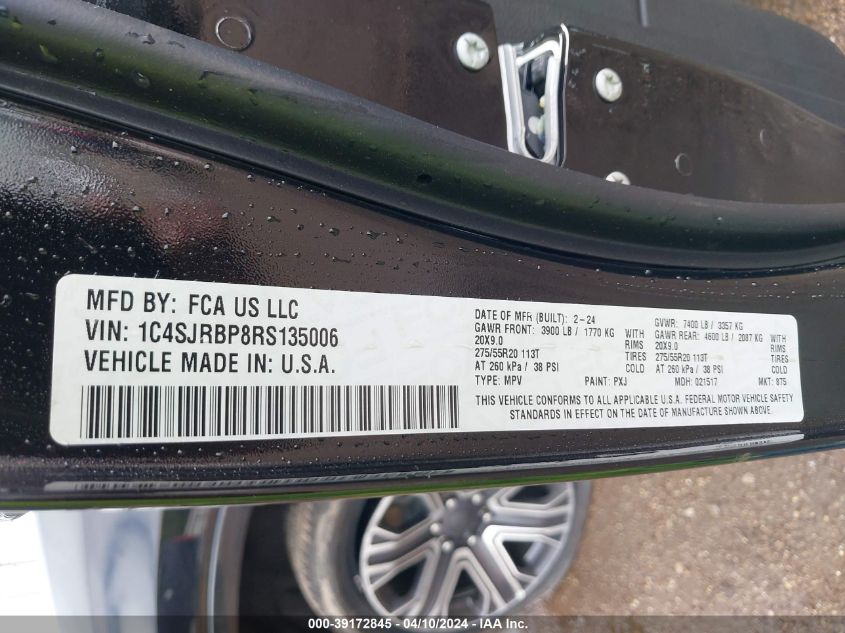 MFD BY: FCA US LLC
VIN: 1C4SJRBP8RS135006
VEHICLE MADE IN: U.S.A.
DATE OF MFR (BUILT): 2-24 GVWR: 7400 LB / 3357 KG
GAWR FRONT: 3900 LB / 1770 KG WITH GAWR REAR: 4600 LB / 2087 KG WITH
20X9.0 RIMS 20X9.0 RIMS
275/55R20 113T TIRES 275/55R20 113T TIRES
AT 260 kPa / 38 PSI COLD AT 260 kPa / 38 PSI COLD
TYPE: MPV PAINT: PXJ MDH: 021517 MKT: 875
THIS VEHICLE CONFORMS TO ALL APPLICABLE U.S.A. FEDERAL MOTOR VEHICLE SAFETY
STANDARDS IN EFFECT ON THE DATE OF MANUFACTURE SHOWN ABOVE.
000-39172845 - 04/10/2024 - IAA, Inc.